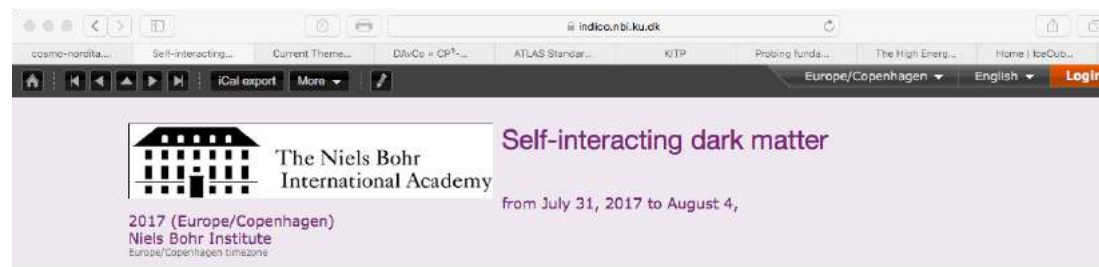 indico.nbi.ku.dk
cosmo-nordita.... Self-interacting... Current Theme... DAvCo « CP³-... ATLAS Standar... KITP Probing funda... The High Energ... Home | IceCub...
iCal export More Europe/Copenhagen English Login
The Niels Bohr
International Academy
Self-interacting dark matter
from July 31, 2017 to August 4,
2017 (Europe/Copenhagen)
Niels Bohr Institute
Europe/Copenhagen timezone